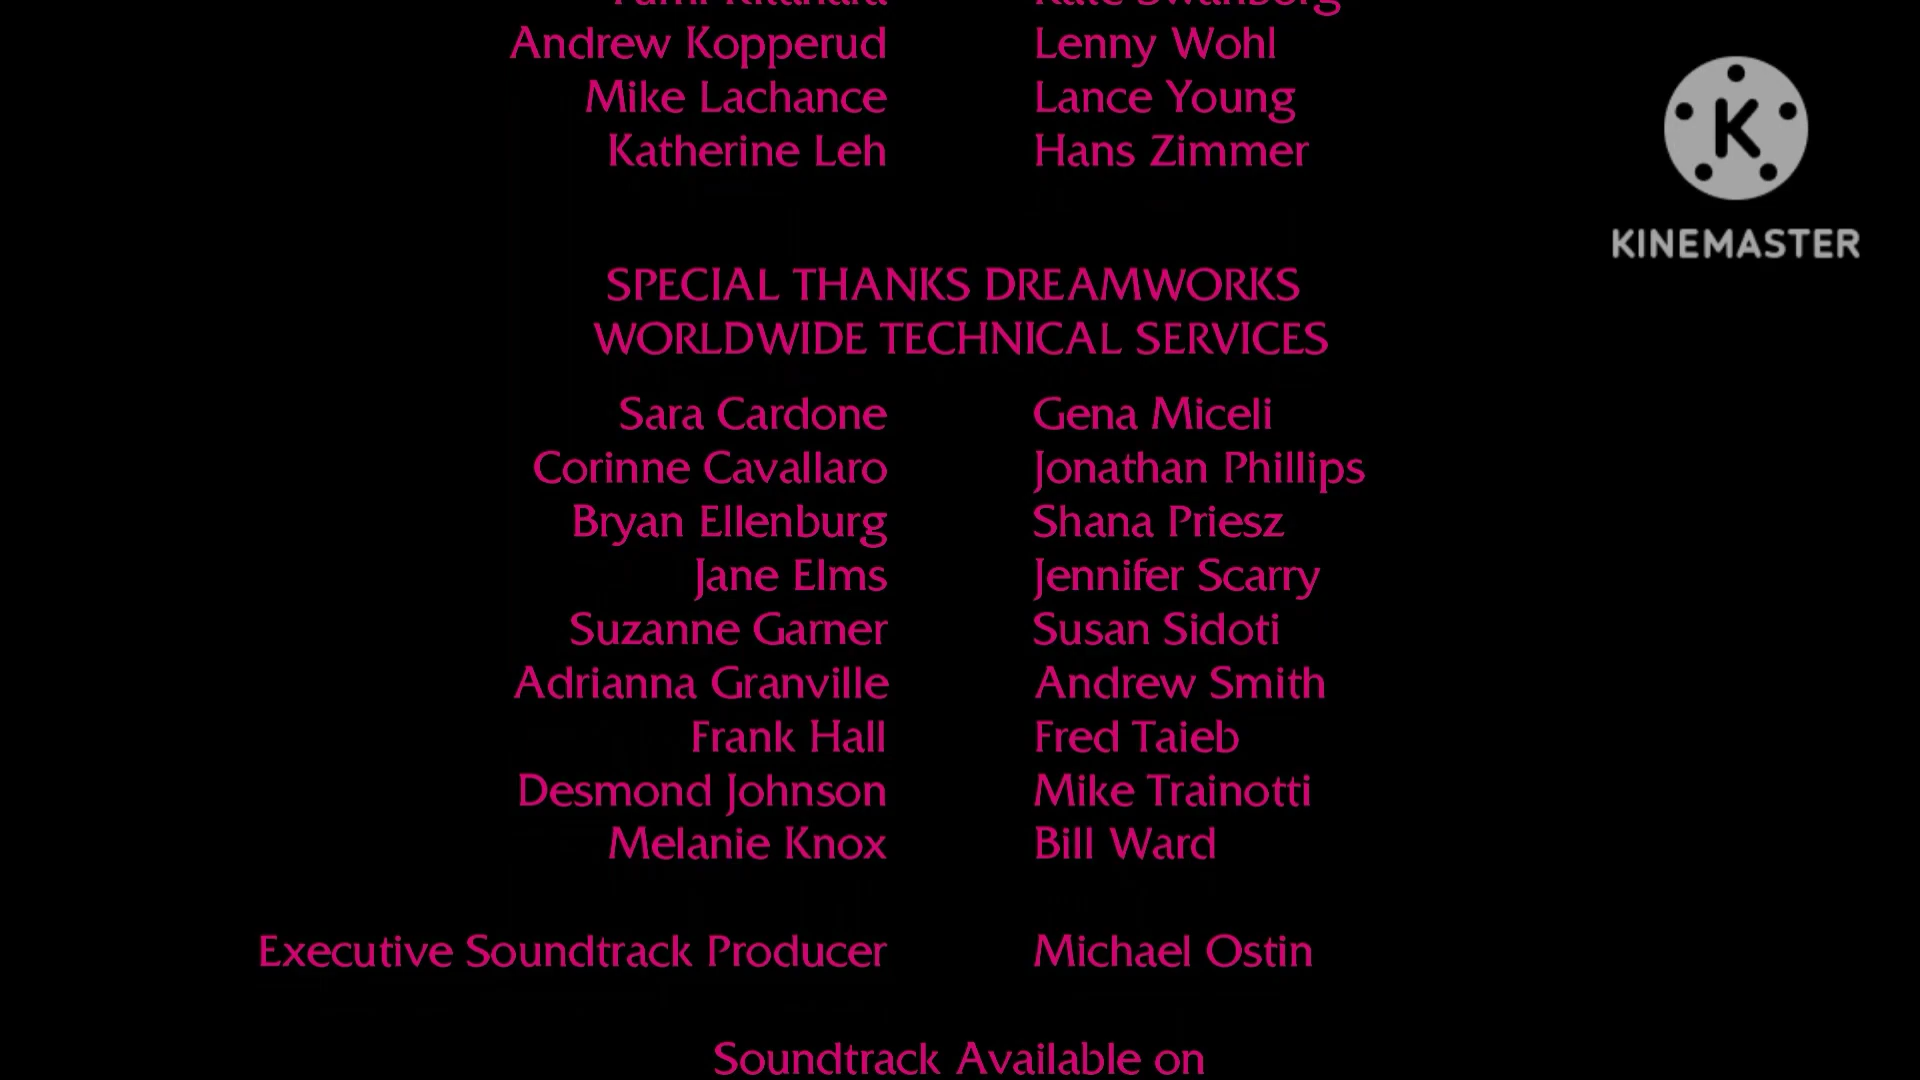 Andrew Kopperud Lenny Wohl
Mike Lachance Lance Young
Katherine Leh Hans Zimmer
K
KINEMASTER
SPECIAL THANKS DREAMWORKS
WORLDWIDE TECHNICAL SERVICES
Sara Cardone Gena Miceli
Corinne Cavallaro Jonathan Phillips
Bryan Ellenburg Shana Priesz
Jane Elms Jennifer Scarry
Suzanne Garner Susan Sidoti
Adrianna Granville Andrew Smith
Frank Hall Fred Taieb
Desmond Johnson Mike Trainotti
Melanie Knox Bill Ward
Executive Soundtrack Producer Michael Ostin
Soundtrack Available on